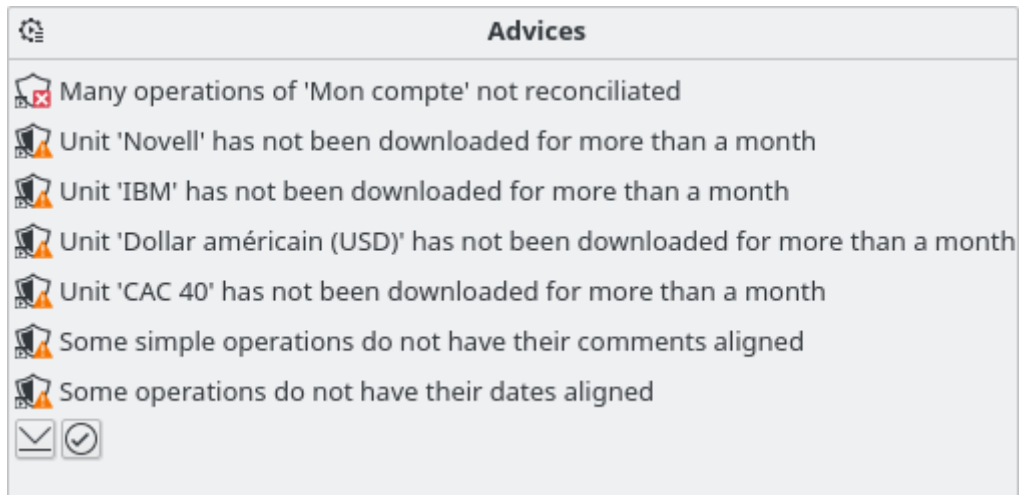 Advices
Many operations of 'Mon compte' not reconciliated
Unit 'Novell' has not been downloaded for more than a month
Unit 'IBM' has not been downloaded for more than a month
Unit 'Dollar américain (USD)' has not been downloaded for more than a month
Unit 'CAC 40' has not been downloaded for more than a month
Some simple operations do not have their comments aligned
Some operations do not have their dates aligned